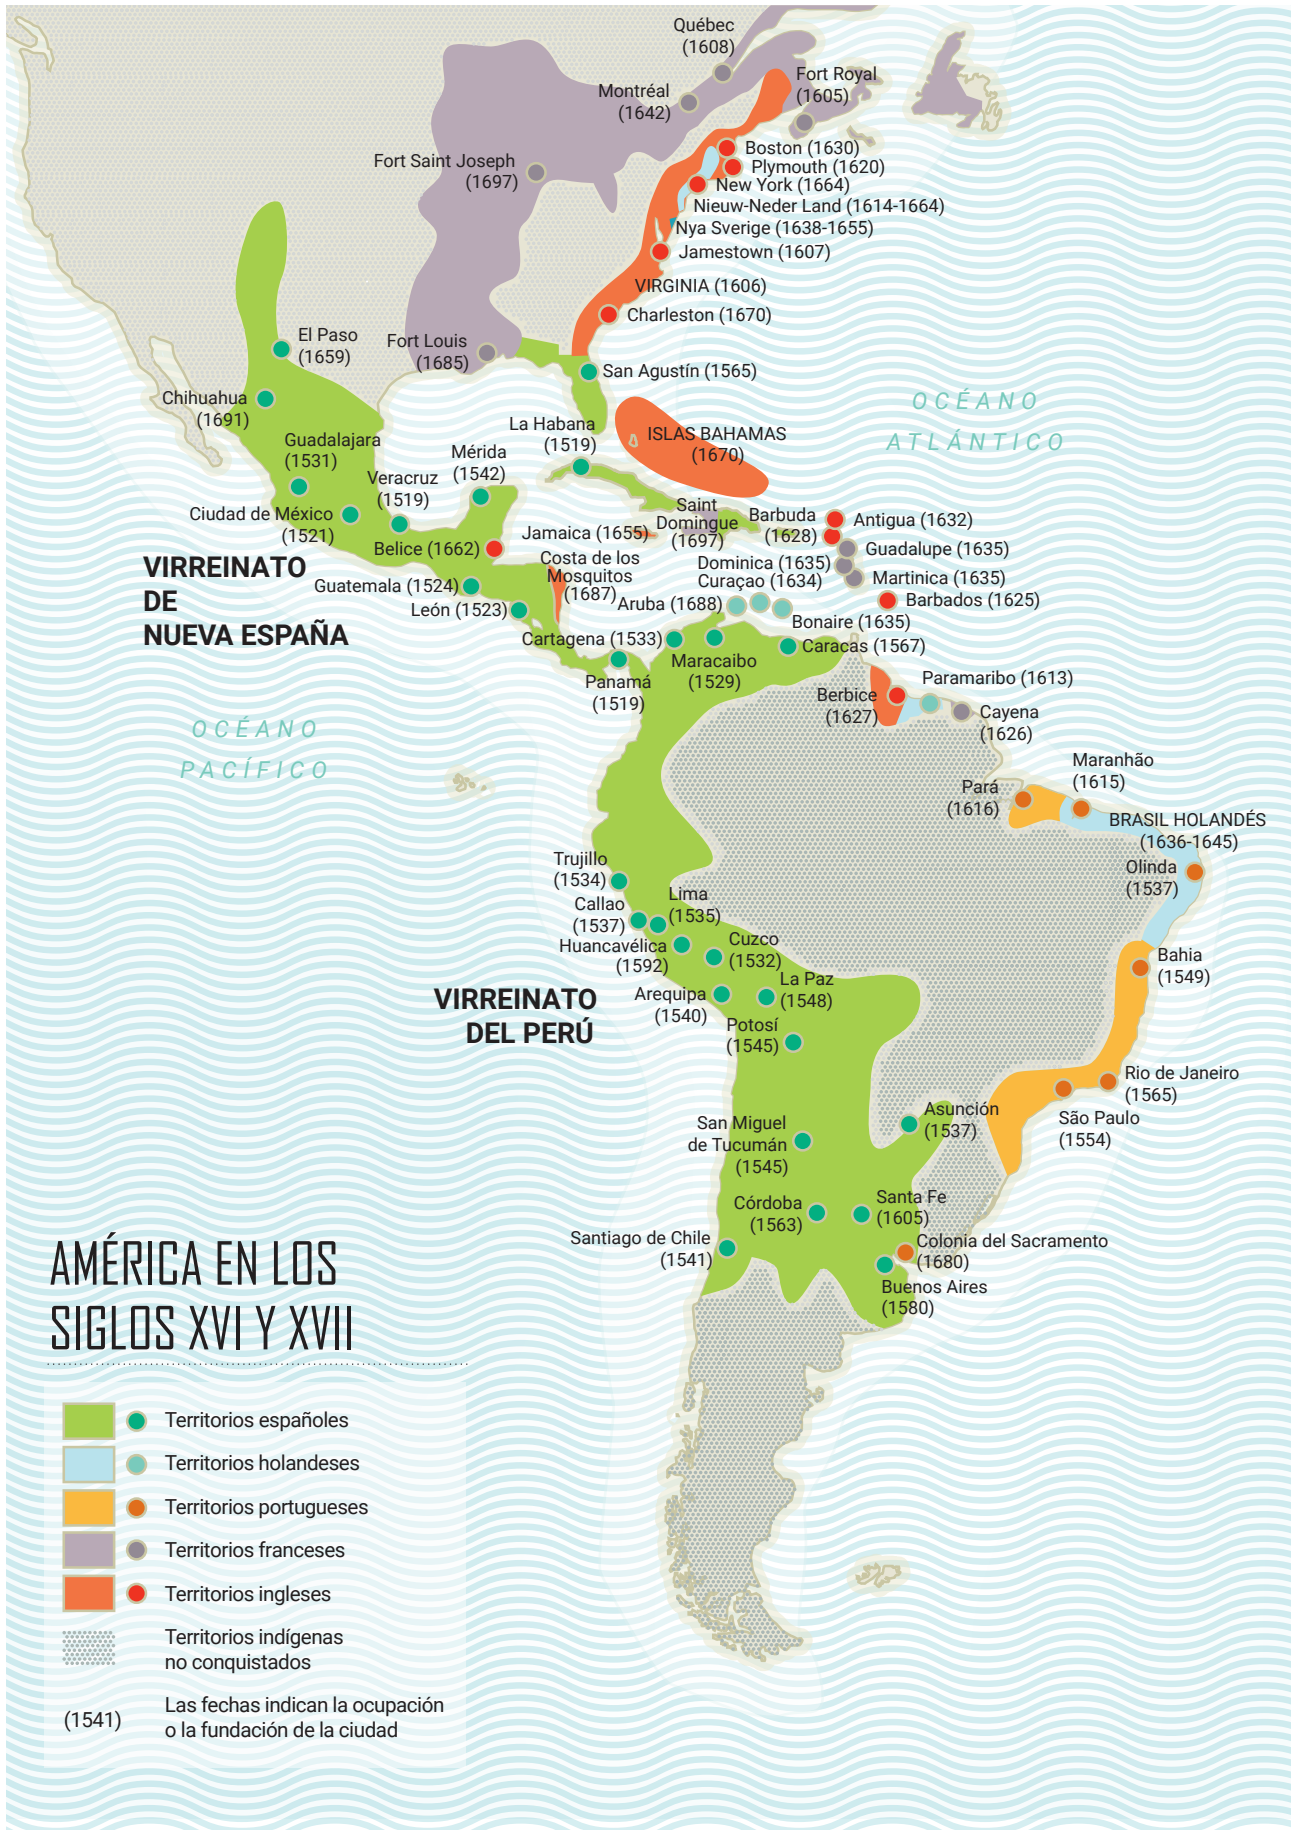 Québec
(1608)
Fort Royal
(1605)
Montréal
(1642)
Boston (1630)
Fort Saint Joseph
(1697)
Plymouth (1620)
New York (1664)
Nieuw-Neder Land (1614-1664)
Nya Sverige (1638-1655)
Jamestown (1607)
VIRGINIA (1606)
Charleston (1670)
El Paso
(1659)
Fort Louis
(1685)
San Agustín (1565)
Chihuahua
(1691)
OCÉANO
ATLÁNTICO
La Habana
(1519)
ISLAS BAHAMAS
(1670)
Guadalajara
(1531)
Mérida
(1542)
Veracruz
(1519)
Ciudad de México
(1521)
Saint
Domingue
(1697)
Barbuda
(1628)
Antigua (1632)
Jamaica (1655)
Belice (1662)
Guadalupe (1635)
Costa de los
Mosquitos
(1687)
Dominica (1635)
Martinica (1635)
Curaçao (1634)
VIRREINATO
DE
NUEVA ESPAÑA
Guatemala (1524)
León (1523)
Aruba (1688)
Barbados (1625)
Bonaire (1635)
Cartagena (1533)
Caracas (1567)
Maracaibo
(1529)
Panamá
(1519)
Paramaribo (1613)
Berbice
(1627)
Cayena
(1626)
OCÉANO
PACÍFICO
Maranhão
(1615)
Pará
(1616)
BRASIL HOLANDÉS
(1636-1645)
Olinda
(1537)
Trujillo
(1534)
Lima
(1535)
Callao
(1537)
Huancavélica
(1592)
Cuzco
(1532)
Bahia
(1549)
VIRREINATO
DEL PERÚ
Arequipa
(1540)
La Paz
(1548)
Potosí
(1545)
Rio de Janeiro
(1565)
São Paulo
(1554)
Asunción
(1537)
San Miguel
de Tucumán
(1545)
Córdoba
(1563)
Santa Fe
(1605)
Santiago de Chile
(1541)
Colonia del Sacramento
(1680)
Buenos Aires
(1580)
AMÉRICA EN LOS
SIGLOS XVI Y XVII
Territorios españoles
Territorios holandeses
Territorios portugueses
Territorios franceses
Territorios ingleses
Territorios indígenas
no conquistados
(1541)
Las fechas indican la ocupación
o la fundación de la ciudad